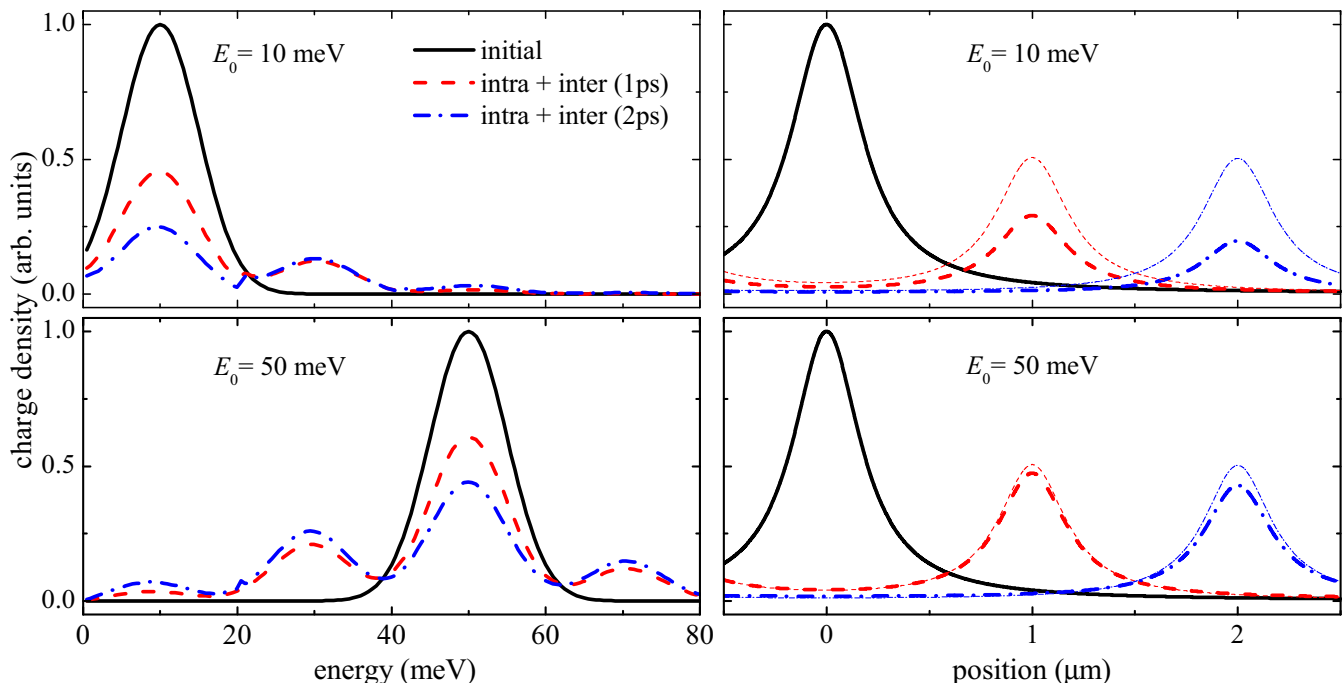 E0= 10 meV
initial
intra + inter (1ps)
intra + inter (2ps)
E0= 10 meV
1.0
0.5
0.0
E0= 50 meV
E0= 50 meV
1.0
0.5
0.0
charge density (arb. units)
0 20 40 60 80
0 1 2
energy (meV)
position (μm)